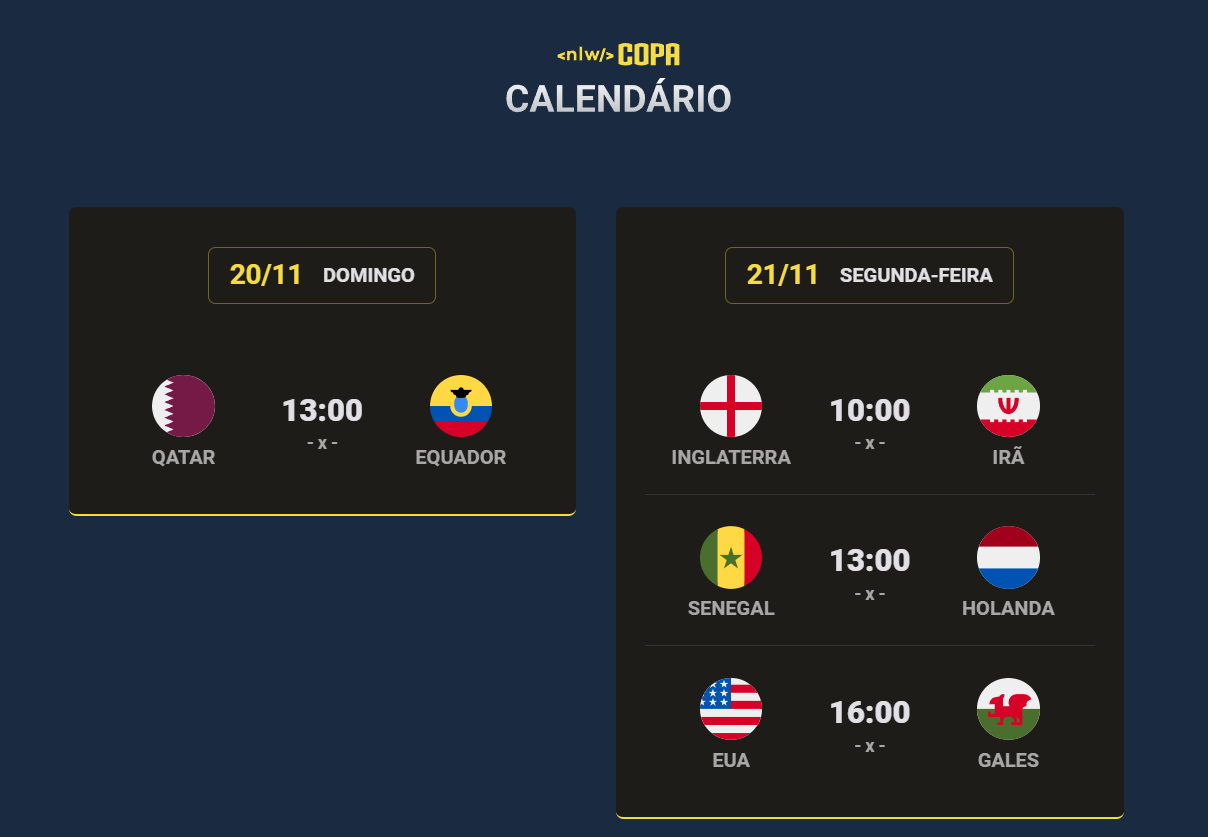 <nlw/> COPA
CALENDÁRIO
20/11 DOMINGO
13:00
- x -
QATAR
EQUADOR
21/11 SEGUNDA-FEIRA
10:00
- x -
INGLATERRA
IRÃ
13:00
- x -
SENEGAL
HOLANDA
16:00
- x -
EUA
GALES